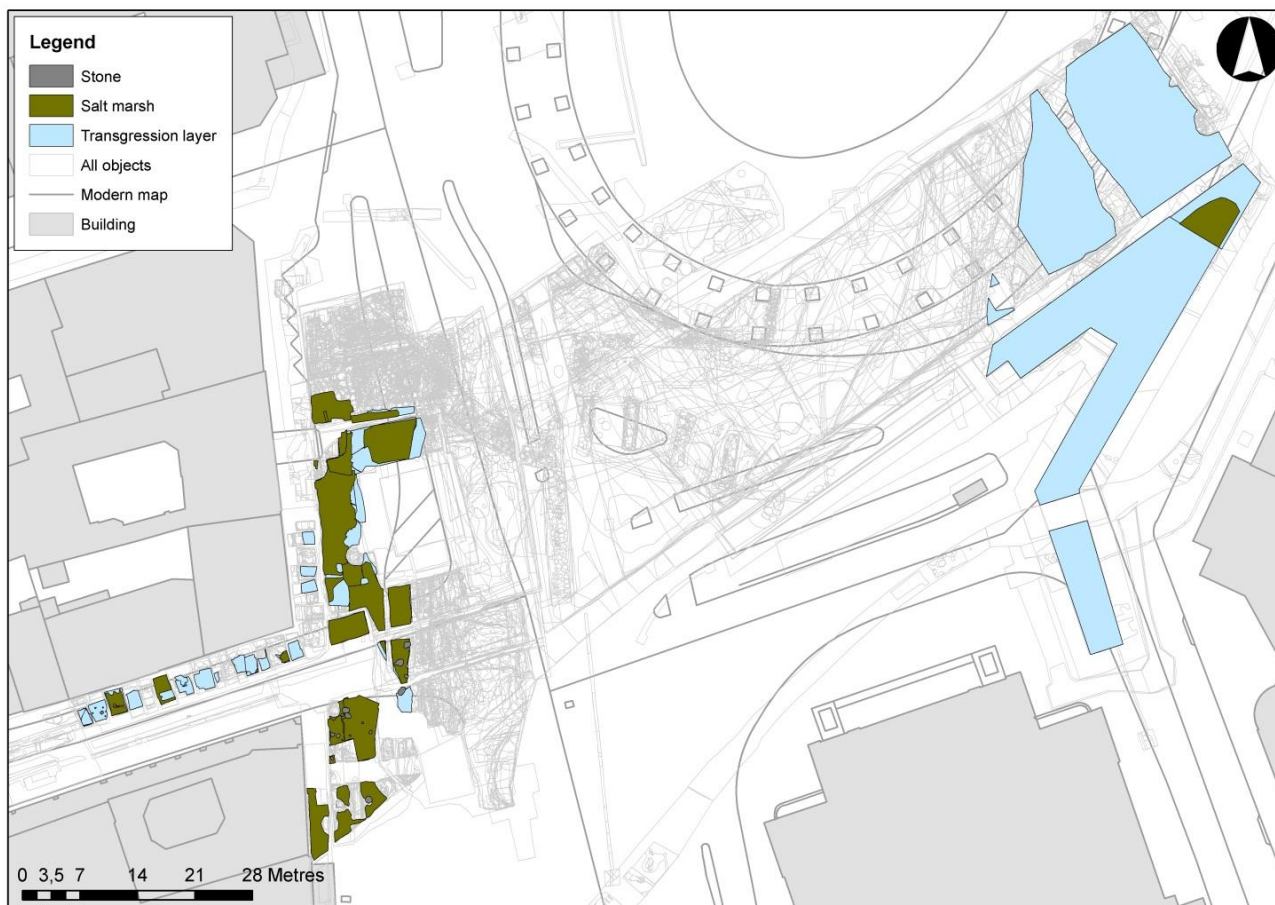 Legend
Stone
Salt marsh
Transgression layer
All objects
Modern map
Building
0 3,5 7 14 21 28 Metres